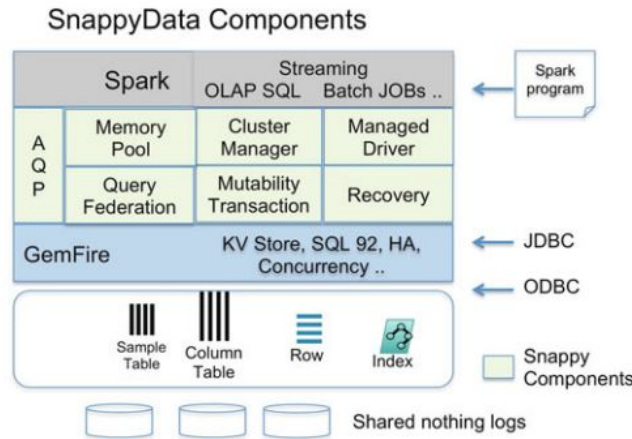 SnappyData Components
Spark
Streaming
OLAP SQL Batch JOBs ..
Spark
program
A
Q
P
Memory
Pool
Cluster
Manager
Managed
Driver
Query
Federation
Mutability
Transaction
Recovery
GemFire
KV Store, SQL 92, HA,
Concurrency ..
JDBC
ODBC
Sample
Table
Column
Table
Row
Index
Snappy
Components
Shared nothing logs